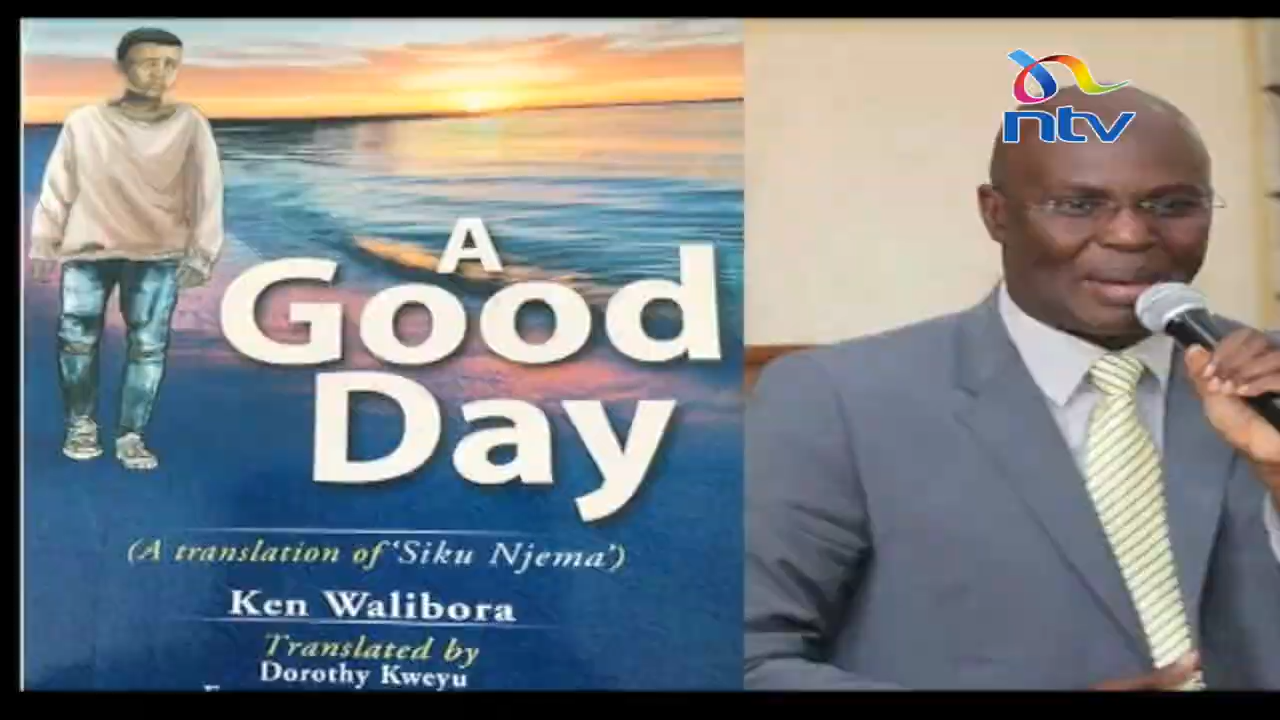 A
Good
Day
(A translation of 'Siku Njema')
Ken Walibora
Translated by
Dorothy Kweyu
ntv